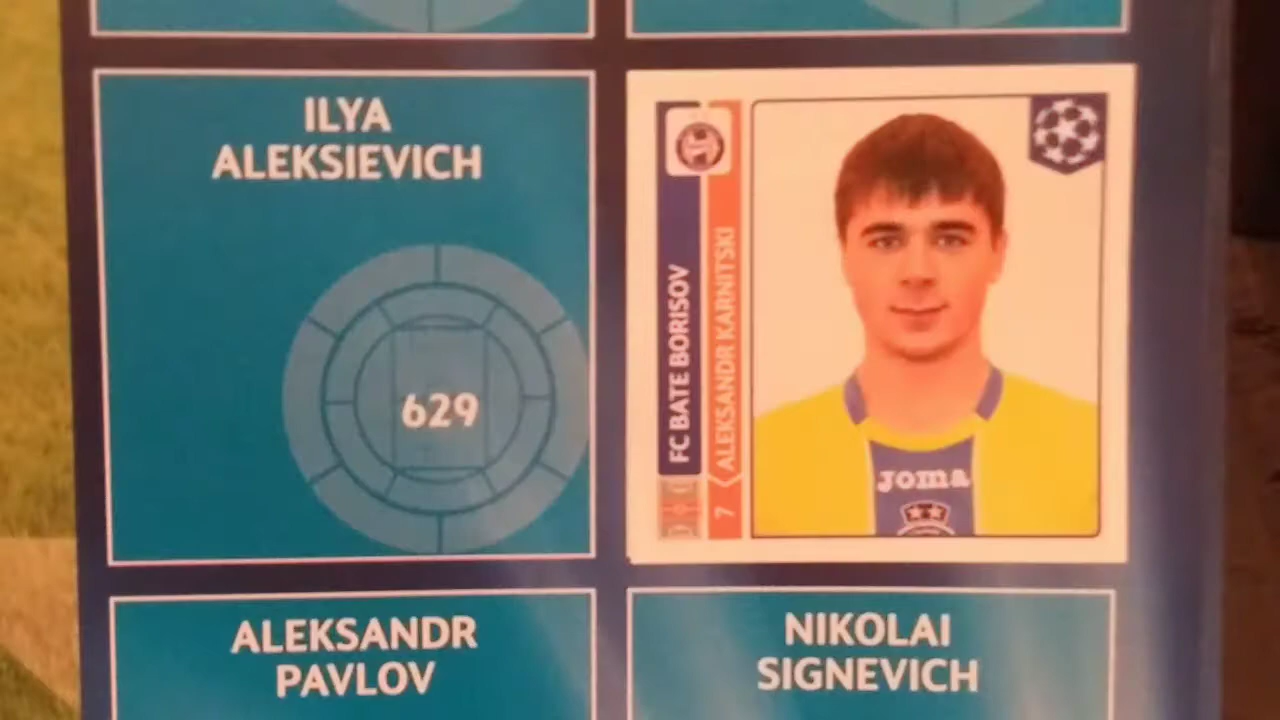 ILYA
ALEKSIEVICH
629
FC BATE BORISOV
7 ALEKSANDR KARNITSKI
joma
ALEKSANDR
PAVLOV
NIKOLAI
SIGNEVICH